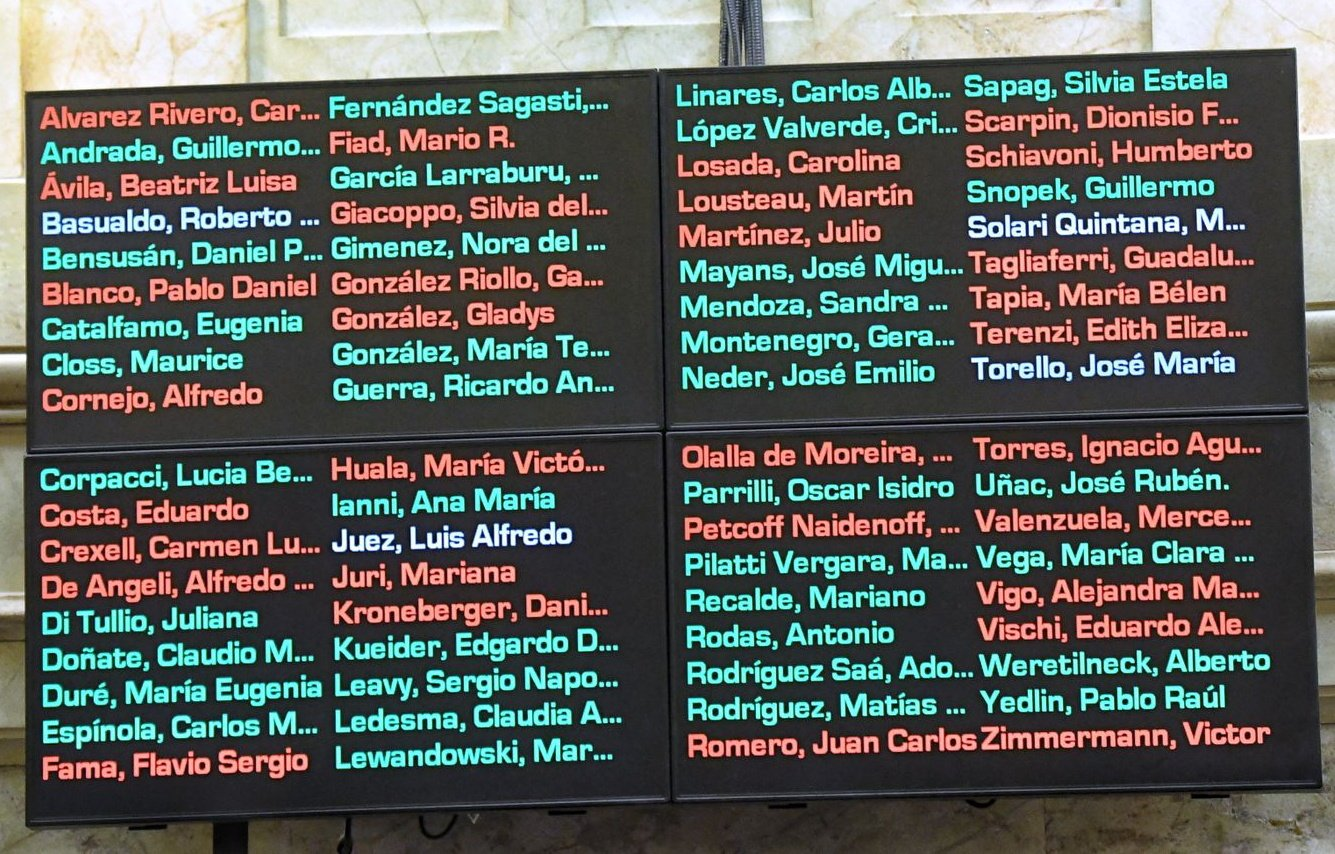 Alvarez Rivero, Car...
Andrada, Guillermo...
Ávila, Beatriz Luisa
Basualdo, Roberto ...
Bensusán, Daniel P...
Blanco, Pablo Daniel
Catalfamo, Eugenia
Closs, Maurice
Cornejo, Alfredo
Fernández Sagasti,...
Fiad, Mario R.
García Larraburu, ...
Giacoppo, Silvia del...
Gimenez, Nora del ...
González Riollo, Ga...
González, Gladys
González, María Te...
Guerra, Ricardo An...
Linares, Carlos Alb...
López Valverde, Cri...
Losada, Carolina
Lousteau, Martín
Martínez, Julio
Mayans, José Migu...
Mendoza, Sandra ...
Montenegro, Gera...
Neder, José Emilio
Sapag, Silvia Estela
Scarpin, Dionisio F...
Schiavoni, Humberto
Snopek, Guillermo
Solari Quintana, M...
Tagliaferri, Guadalu...
Tapia, María Bélen
Terenzi, Edith Eliza...
Torello, José María
Corpacci, Lucia Be...
Costa, Eduardo
Crexell, Carmen Lu...
De Angeli, Alfredo ...
Di Tullio, Juliana
Doñate, Claudio M...
Duré, María Eugenia
Espínola, Carlos M...
Fama, Flavio Sergio
Huala, María Victó...
Ianni, Ana María
Juez, Luis Alfredo
Juri, Mariana
Kroneberger, Dani...
Kueider, Edgardo D...
Leavy, Sergio Napo...
Ledesma, Claudia A...
Lewandowski, Mar...
Olalla de Moreira, ...
Parrilli, Oscar Isidro
Petcoff Naidenoff, ...
Pilatti Vergara, Ma...
Recalde, Mariano
Rodas, Antonio
Rodríguez Saá, Ado...
Rodríguez, Matías ...
Romero, Juan Carlos
Torres, Ignacio Agu...
Uñac, José Rubén.
Valenzuela, Merce...
Vega, María Clara ...
Vigo, Alejandra Ma...
Vischi, Eduardo Ale...
Weretilneck, Alberto
Yedlin, Pablo Raúl
Zimmermann, Victor